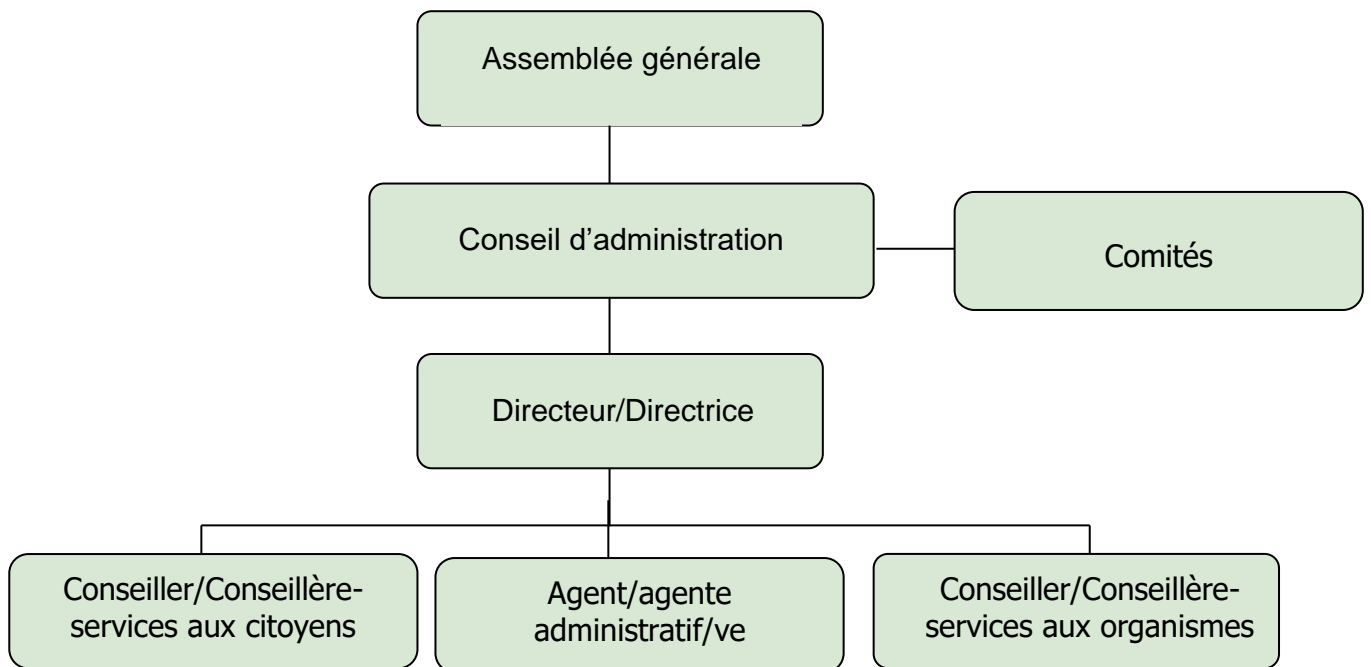 Assemblée générale
Conseil d’administration
Comités
Directeur/Directrice
Conseiller/Conseillère-
services aux citoyens
Agent/agente
administratif/ve
Conseiller/Conseillère-
services aux organismes